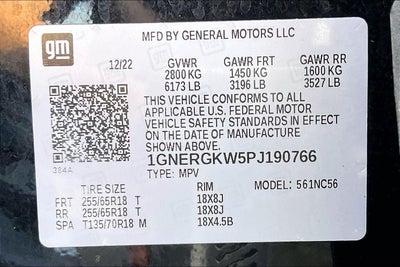 gm
MFD BY GENERAL MOTORS LLC
12/22 GVWR GAWR FRT GAWR RR
2800 KG 1450 KG 1600 KG
6173 LB 3196 LB 3527 LB
THIS VEHICLE CONFORMS TO ALL
APPLICABLE U.S. FEDERAL MOTOR
VEHICLE SAFETY STANDARDS IN EFFECT
ON THE DATE OF MANUFACTURE
SHOWN ABOVE.
384A
1GNERGKW5PJ190766
TYPE: MPV
TIRE SIZE RIM MODEL: 561NC56
FRT 255/65R18 T 18X8J
RR 255/65R18 T 18X8J
SPA T135/70R18 M 18X4.5B